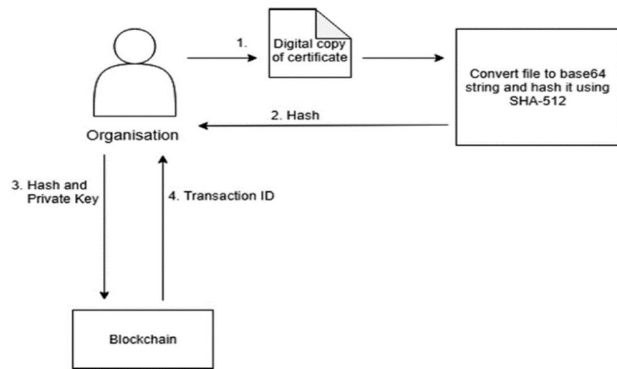 1.
Digital copy
of certificate
Convert file to base64
string and hash it using
SHA-512
2. Hash
Organisation
3. Hash and
Private Key
4. Transaction ID
Blockchain